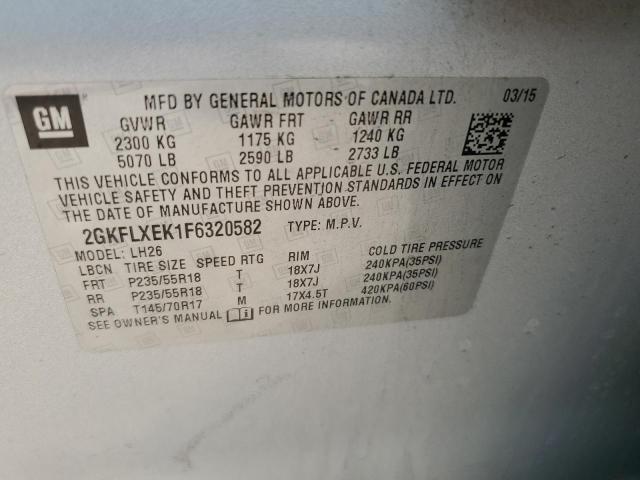 GM
MFD BY GENERAL MOTORS OF CANADA LTD. 03/15
GVWR GAWR FRT GAWR RR
2300 KG 1175 KG 1240 KG
5070 LB 2590 LB 2733 LB
THIS VEHICLE CONFORMS TO ALL APPLICABLE U.S. FEDERAL MOTOR
VEHICLE SAFETY AND THEFT PREVENTION STANDARDS IN EFFECT ON
THE DATE OF MANUFACTURE SHOWN ABOVE.
2GKFLXEK1F6320582 TYPE: M.P.V.
MODEL: LH26
LBCN TIRE SIZE SPEED RTG RIM COLD TIRE PRESSURE
FRT P235/55R18 T 18X7J 240KPA(35PSI)
RR P235/55R18 T 18X7J 240KPA(35PSI)
SPA T145/70R17 M 17X4.5T 420KPA(60PSI)
SEE OWNER'S MANUAL FOR MORE INFORMATION.